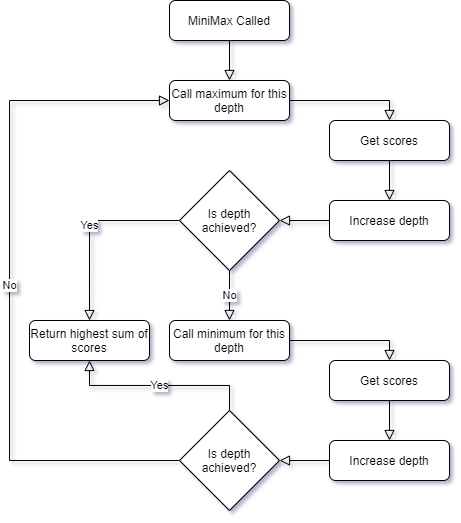 MiniMax Called
Call maximum for this
depth
Get scores
Increase depth
Is depth
achieved?
Yes
No
No
Return highest sum of
scores
Call minimum for this
depth
Get scores
Yes
Increase depth
Is depth
achieved?